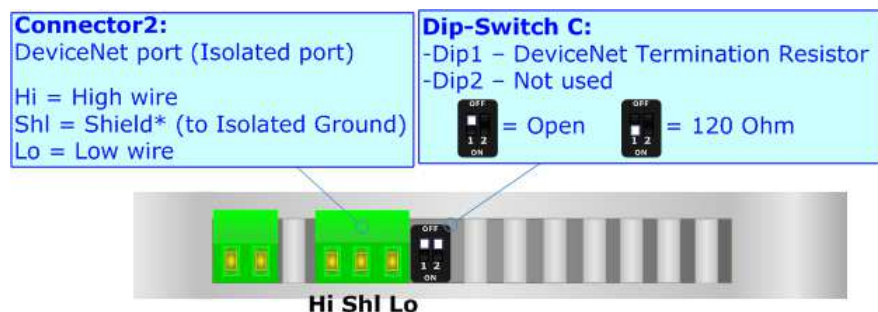 Connector2:
DeviceNet port (Isolated port)
Hi = High wire
Shl = Shield* (to Isolated Ground)
Lo = Low wire
Dip-Switch C:
-Dip1 – DeviceNet Termination Resistor
-Dip2 – Not used
OFF
1 2
ON
= Open
OFF
1 2
ON
= 120 Ohm
OFF
1 2
ON
Hi Shl Lo